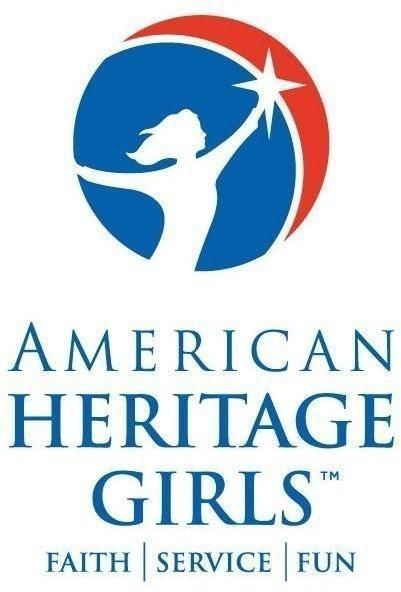 AMERICAN
HERITAGE
GIRLS™
FAITH | SERVICE | FUN